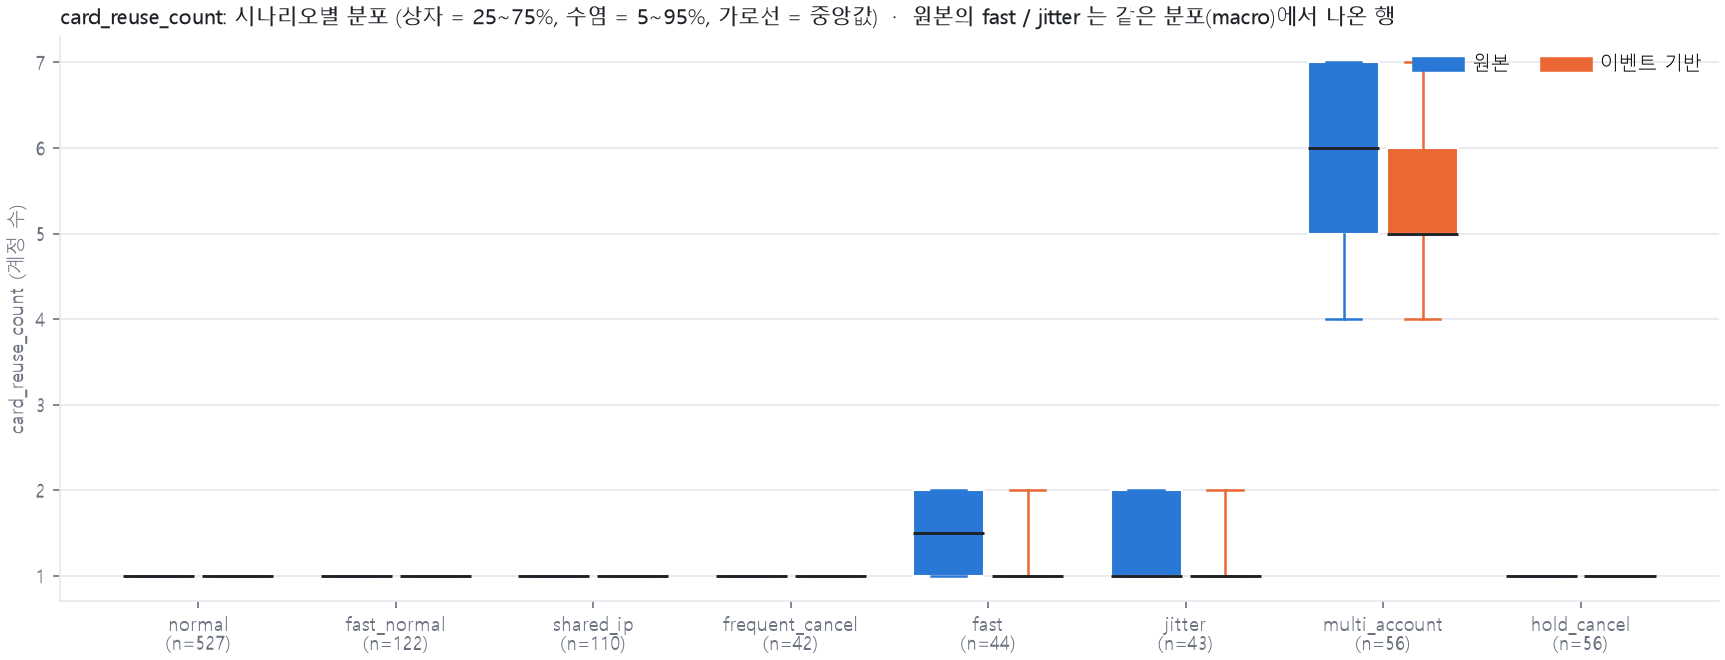 card_reuse_count: 시나리오별 분포 (상자 = 25~75%, 수염 = 5~95%, 가로선 = 중앙값)  ·  원본의 fast / jitter 는 같은 분포(macro)에서 나온 행
원본
이벤트 기반
card_reuse_count (계정 수)
7
6
5
4
3
2
1
normal
(n=527)
fast_normal
(n=122)
shared_ip
(n=110)
frequent_cancel
(n=42)
fast
(n=44)
jitter
(n=43)
multi_account
(n=56)
hold_cancel
(n=56)